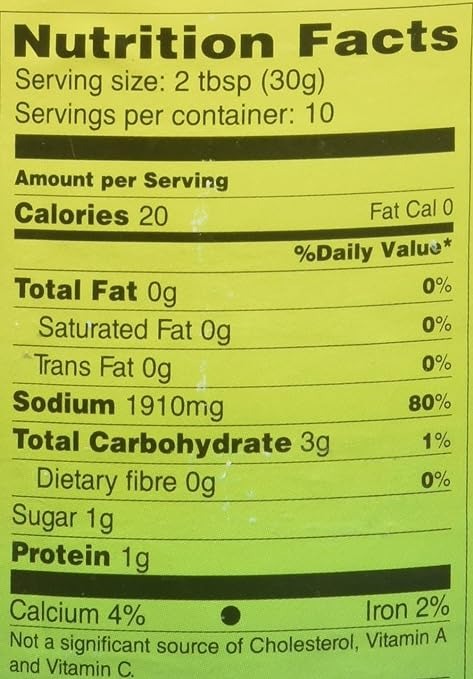 Nutrition Facts
Serving size: 2 tbsp (30g)
Servings per container: 10
Amount per Serving
Calories 20 Fat Cal 0
%Daily Value*
Total Fat 0g 0%
Saturated Fat 0g 0%
Trans Fat 0g 0%
Sodium 1910mg 80%
Total Carbohydrate 3g 1%
Dietary fibre 0g 0%
Sugar 1g
Protein 1g
Calcium 4% ● Iron 2%
Not a significant source of Cholesterol, Vitamin A
and Vitamin C.